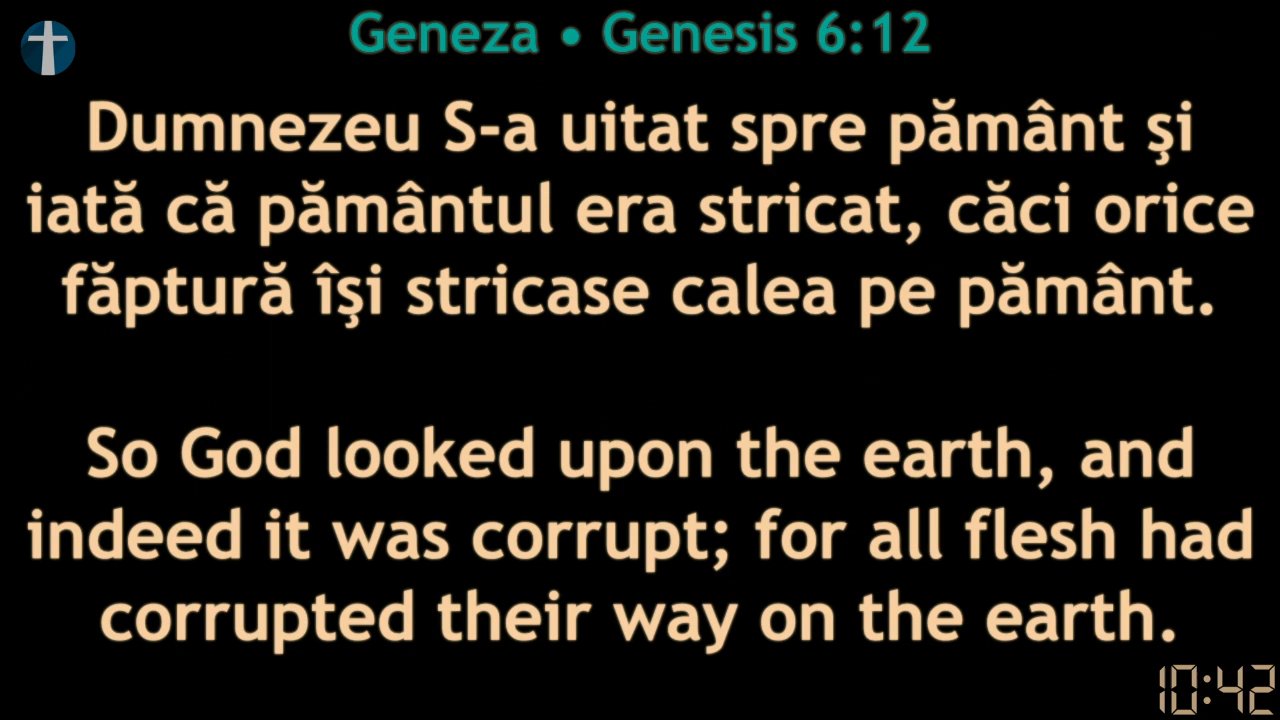 Geneza • Genesis 6:12
Dumnezeu S-a uitat spre pământ şi
iată că pământul era stricat, căci orice
făptură îşi stricase calea pe pământ.
So God looked upon the earth, and
indeed it was corrupt; for all flesh had
corrupted their way on the earth.
10:42